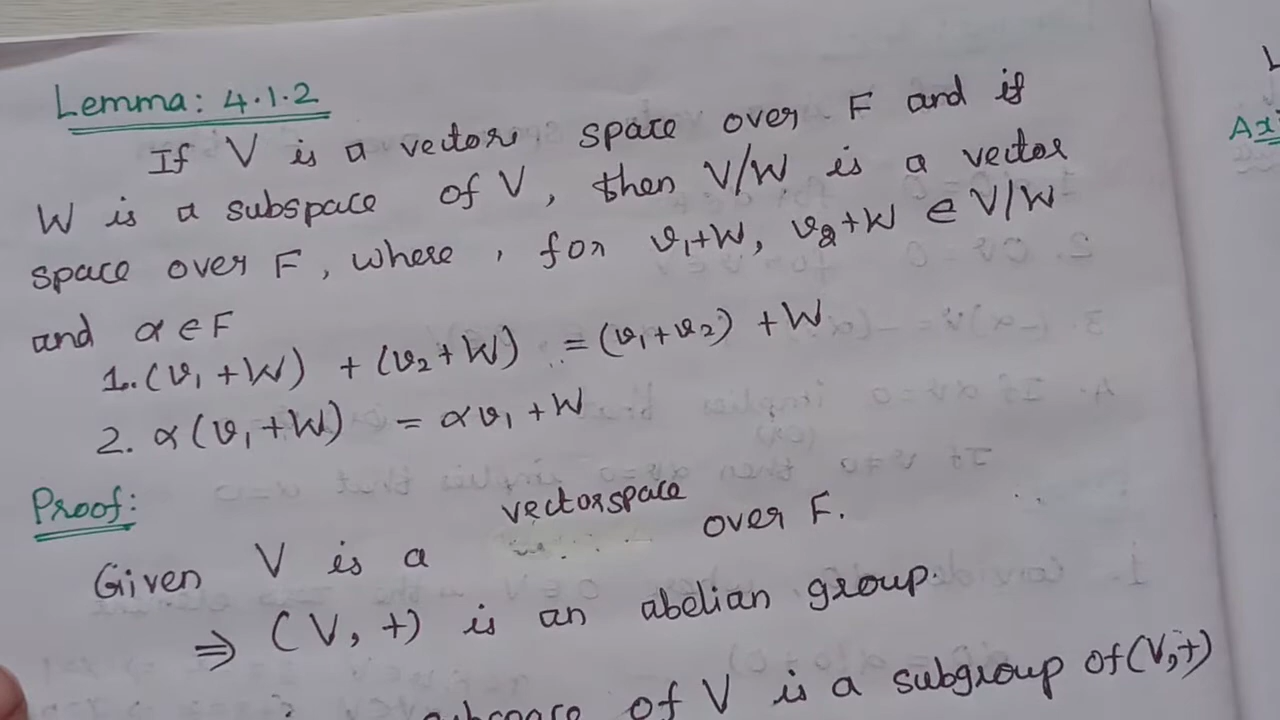 Lemma: 4.1.2
If V is a vector space over F and if
W is a subspace of V, then V/W is a vector
space over F, where, for v₁+W, v₂+W ∈ V/W
and α ∈ F
1. (v₁ + W) + (v₂ + W) = (v₁ + v₂) + W
2. α (v₁ + W) = αv₁ + W
Proof:
Given V is a vectorspace over F.
⇒ (V, +) is an abelian group.
of V is a subgroup of (V, +)